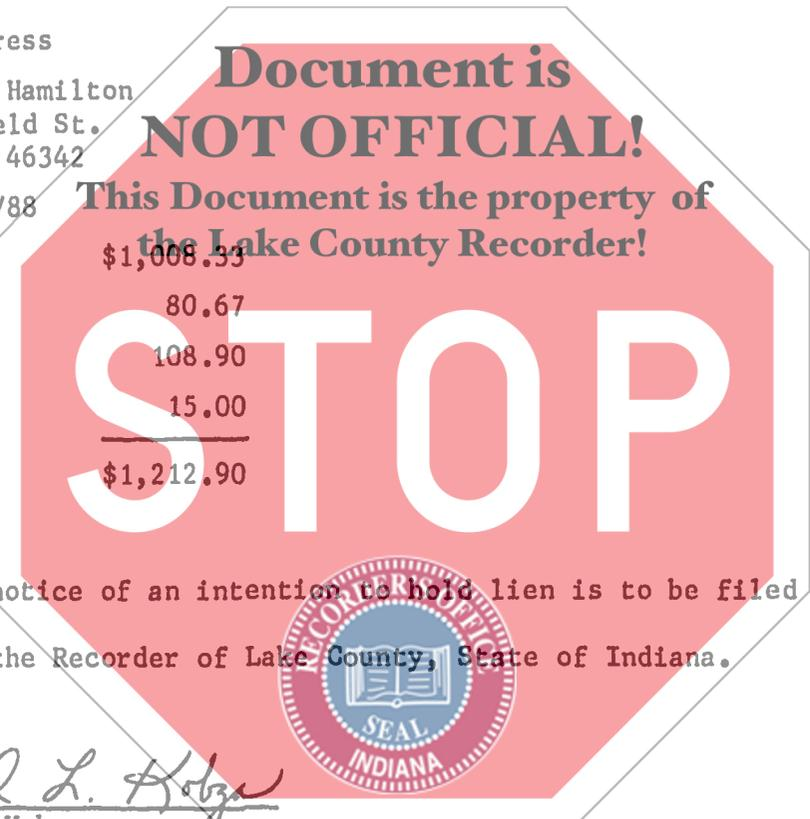 ress
Document is
Hamilton
eld St.
NOT OFFICIAL!
46342
/88
This Document is the property of
the Lake County Recorder!
$1,008.33
80.67
STOP
108.90
15.00
$1,212.90
notice of an intention to hold lien is to be filed
RECORDER'S OFFICE
the Recorder of Lake County, State of Indiana.
SEAL
INDIANA
L. Kobza